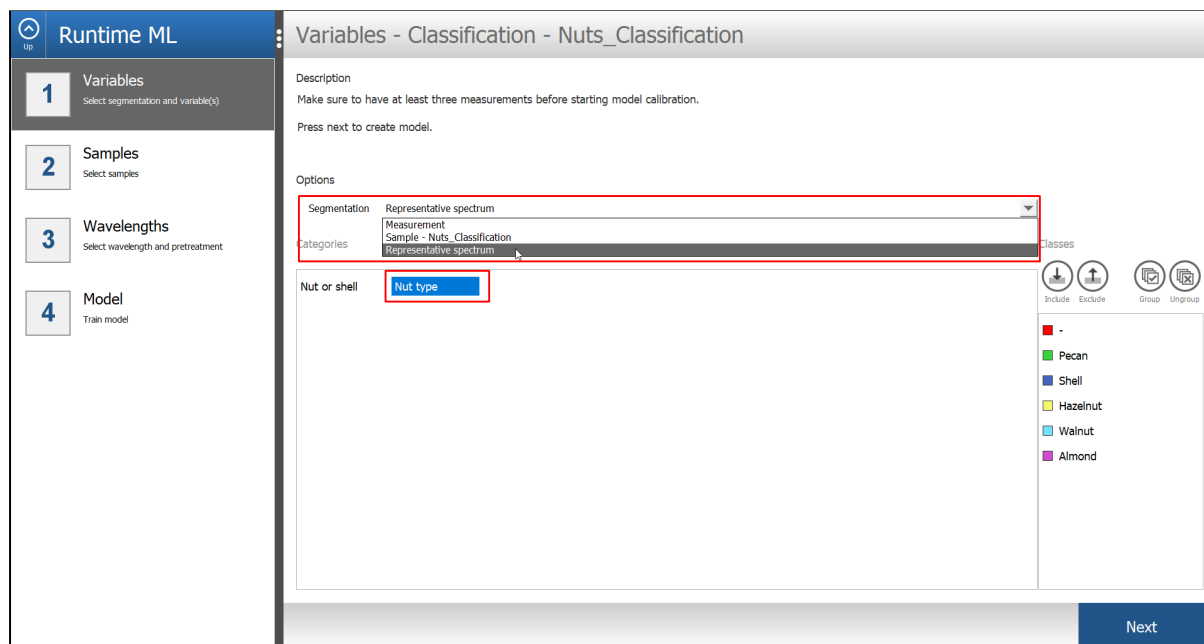 Up
Runtime ML
1
Variables
Select segmentation and variable(s)
2
Samples
Select samples
3
Wavelengths
Select wavelength and pretreatment
4
Model
Train model
Variables - Classification - Nuts_Classification
Description
Make sure to have at least three measurements before starting model calibration.
Press next to create model.
Options
Segmentation Representative spectrum
Measurement
Sample - Nuts_Classification
Representative spectrum
Categories
Nut or shell Nut type
Classes
Include Exclude Group Ungroup
-
Pecan
Shell
Hazelnut
Walnut
Almond
Next